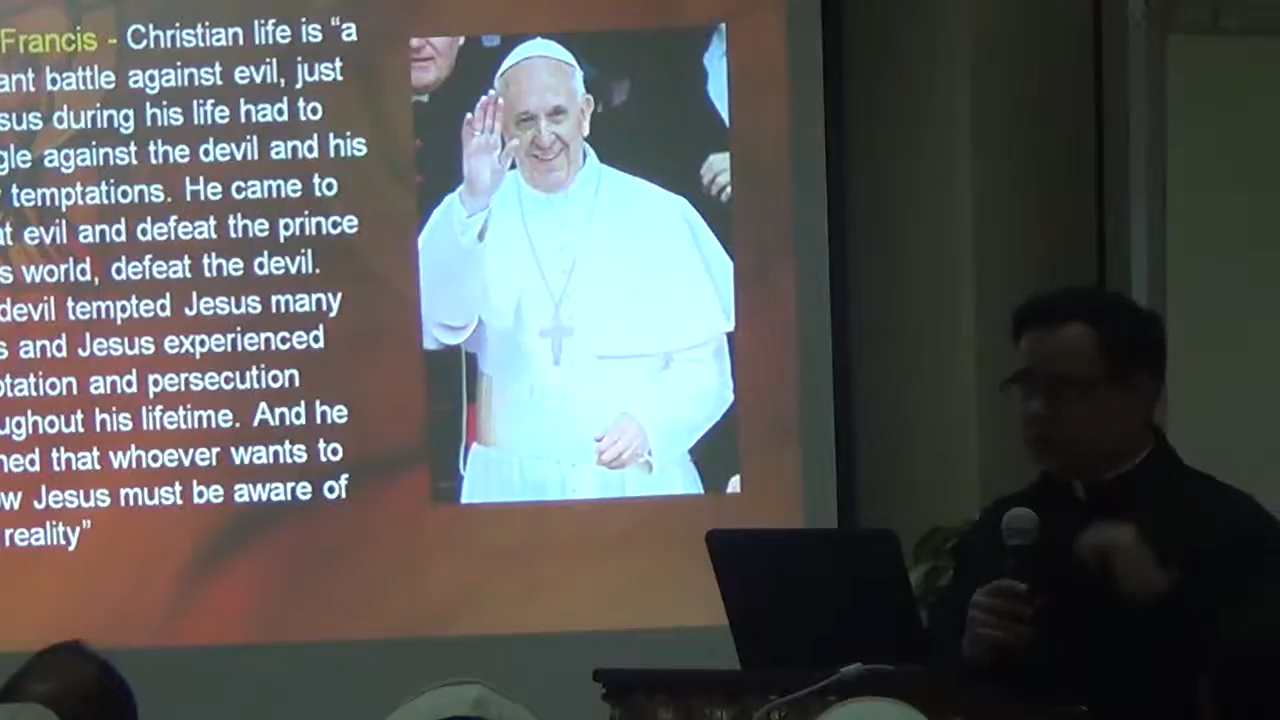 Francis - Christian life is “a
ant battle against evil, just
sus during his life had to
gle against the devil and his
temptations. He came to
at evil and defeat the prince
s world, defeat the devil.
devil tempted Jesus many
s and Jesus experienced
ptation and persecution
ughout his lifetime. And he
ned that whoever wants to
ow Jesus must be aware of
reality”